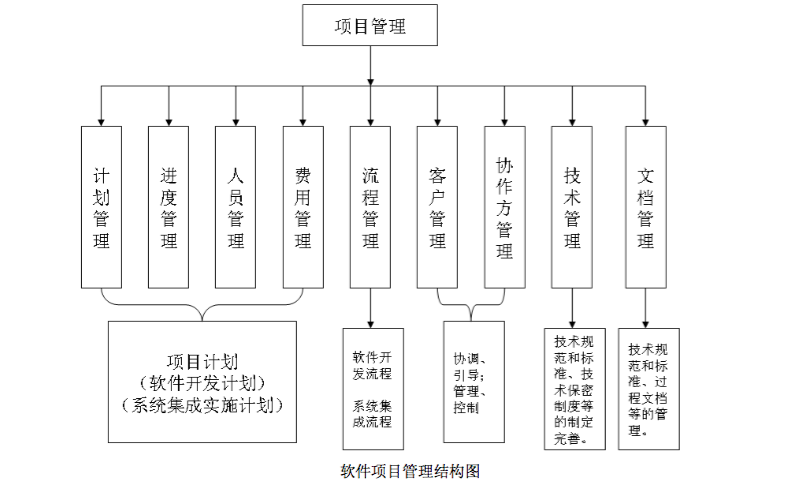 项目管理
计划管理
进度管理
人员管理
费用管理
流程管理
客户管理
协作方管理
技术管理
文档管理
项目计划
（软件开发计划）
（系统集成实施计划）
软件开
发流程
系统集
成流程
协调、
引导；
管理、
控制
技术规
范和标
准、技
术保密
制度等
的制定
完善。
技术规
范和标
准、过
程文档
等的管
理。
软件项目管理结构图